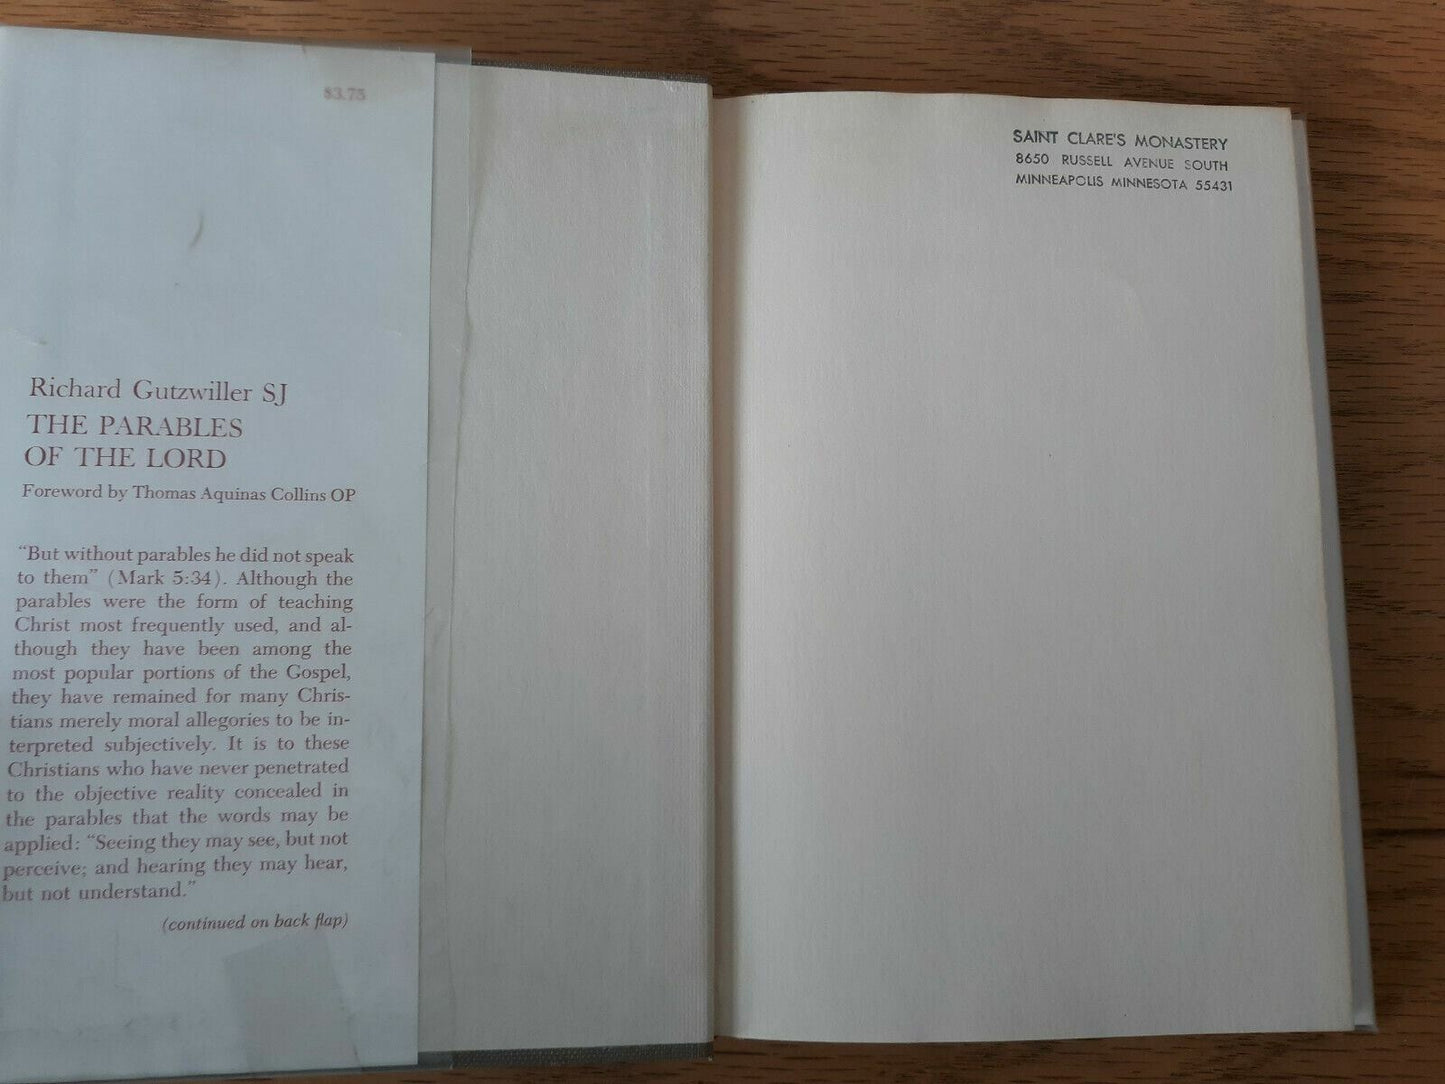 $3.75
Richard Gutzwiller SJ
THE PARABLES
OF THE LORD
Foreword by Thomas Aquinas Collins OP
“But without parables he did not speak
to them” (Mark 5:34). Although the
parables were the form of teaching
Christ most frequently used, and al-
though they have been among the
most popular portions of the Gospel,
they have remained for many Chris-
tians merely moral allegories to be in-
terpreted subjectively. It is to these
Christians who have never penetrated
to the objective reality concealed in
the parables that the words may be
applied: “Seeing they may see, but not
perceive; and hearing they may hear,
but not understand.”
(continued on back flap)
SAINT CLARE'S MONASTERY
8650 RUSSELL AVENUE SOUTH
MINNEAPOLIS MINNESOTA 55431